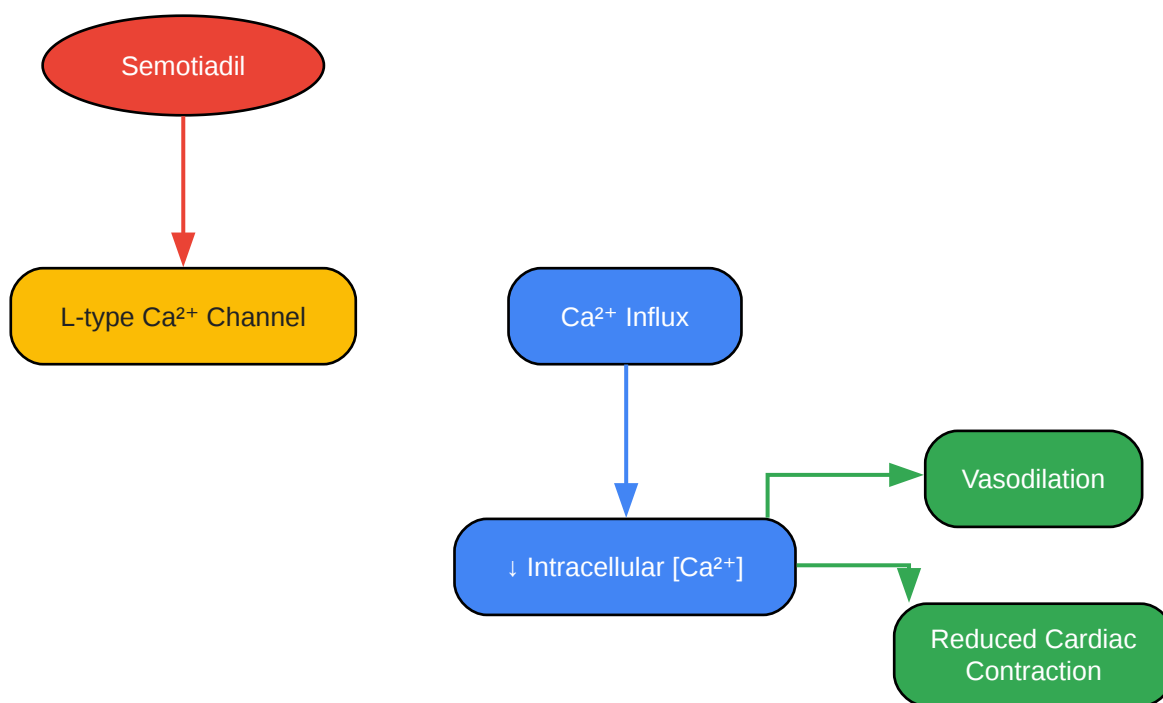 Semotiadil
L-type Ca²⁺ Channel
Ca²⁺ Influx
Vasodilation
↓ Intracellular [Ca²⁺]
Reduced Cardiac
Contraction